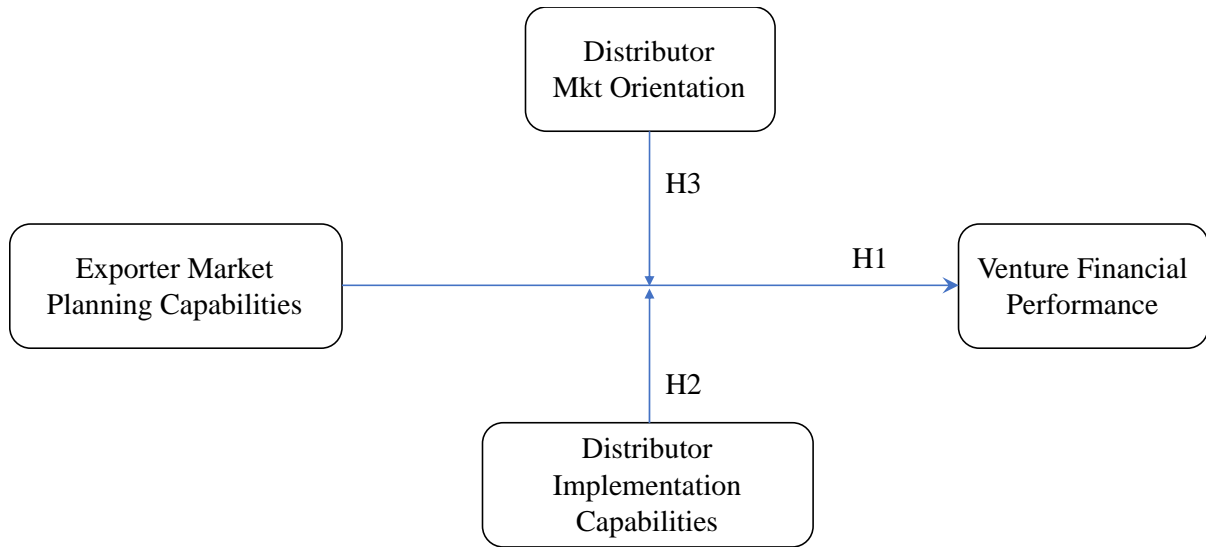 Distributor
Mkt Orientation
H3
H1
Exporter Market
Planning Capabilities
Venture Financial
Performance
H2
Distributor
Implementation
Capabilities